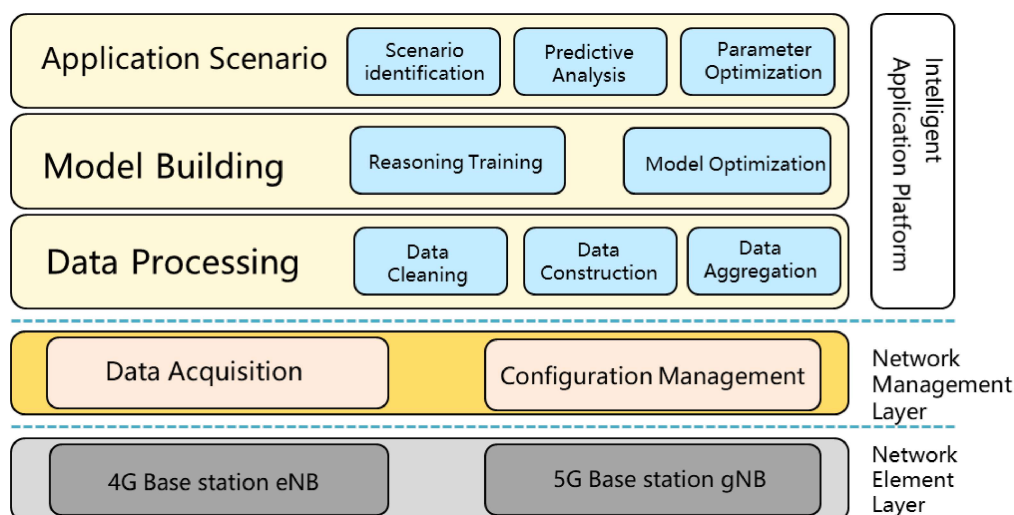 Application Scenario
Scenario
identification
Predictive
Analysis
Parameter
Optimization
Model Building
Reasoning Training
Model Optimization
Data Processing
Data
Cleaning
Data
Construction
Data
Aggregation
Intelligent
Application Platform
Data Acquisition
Configuration Management
Network
Management
Layer
4G Base station eNB
5G Base station gNB
Network
Element
Layer